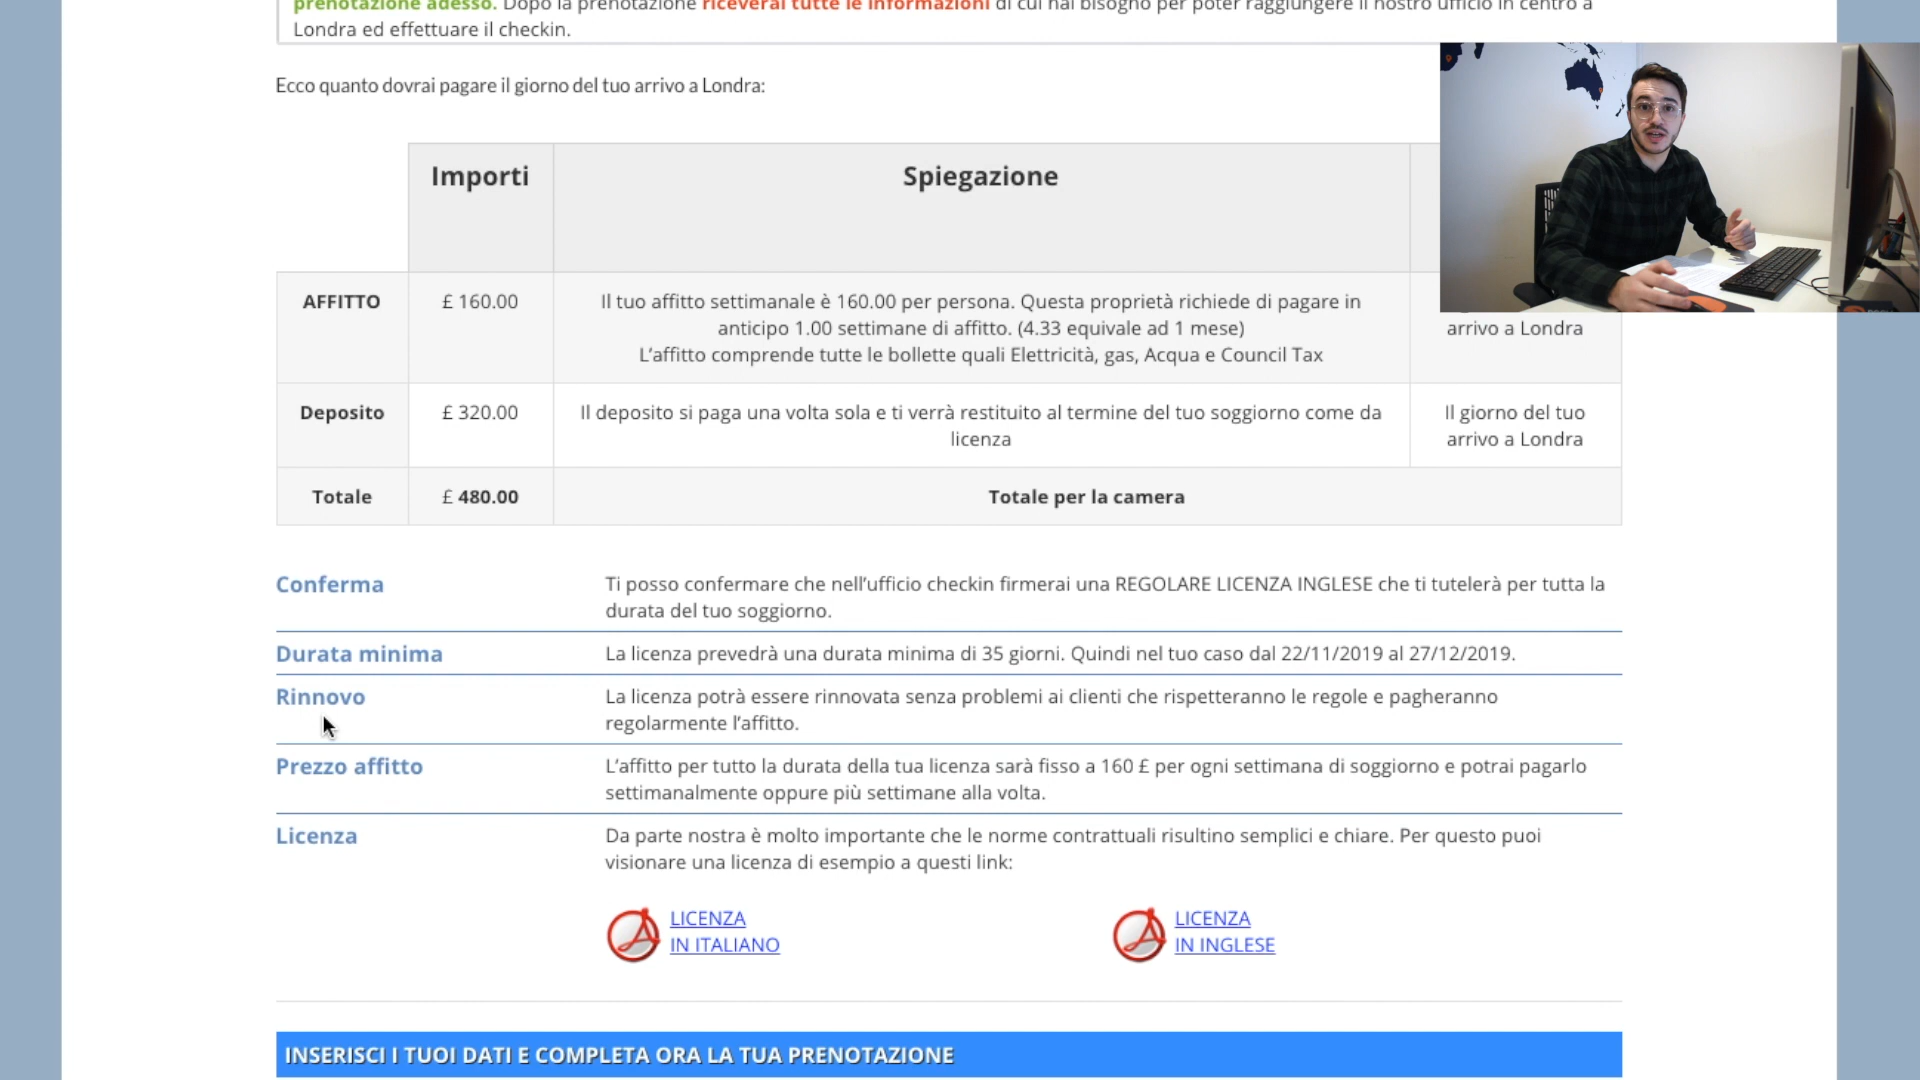 prenotazione adesso. Dopo la prenotazione riceverai tutte le informazioni di cui hai bisogno per poter raggiungere il nostro ufficio in centro a
Londra ed effettuare il checkin.
Ecco quanto dovrai pagare il giorno del tuo arrivo a Londra:
Importi
Spiegazione
AFFITTO
£ 160.00
Il tuo affitto settimanale è 160.00 per persona. Questa proprietà richiede di pagare in
anticipo 1.00 settimane di affitto. (4.33 equivale ad 1 mese)
L’affitto comprende tutte le bollette quali Elettricità, gas, Acqua e Council Tax
arrivo a Londra
Deposito
£ 320.00
Il deposito si paga una volta sola e ti verrà restituito al termine del tuo soggiorno come da
licenza
Il giorno del tuo
arrivo a Londra
Totale
£ 480.00
Totale per la camera
Conferma
Ti posso confermare che nell’ufficio checkin firmerai una REGOLARE LICENZA INGLESE che ti tutelerà per tutta la
durata del tuo soggiorno.
Durata minima
La licenza prevedrà una durata minima di 35 giorni. Quindi nel tuo caso dal 22/11/2019 al 27/12/2019.
Rinnovo
La licenza potrà essere rinnovata senza problemi ai clienti che rispetteranno le regole e pagheranno
regolarmente l’affitto.
Prezzo affitto
L’affitto per tutto la durata della tua licenza sarà fisso a 160 £ per ogni settimana di soggiorno e potrai pagarlo
settimanalmente oppure più settimane alla volta.
Licenza
Da parte nostra è molto importante che le norme contrattuali risultino semplici e chiare. Per questo puoi
visionare una licenza di esempio a questi link:
LICENZA
IN ITALIANO
LICENZA
IN INGLESE
INSERISCI I TUOI DATI E COMPLETA ORA LA TUA PRENOTAZIONE